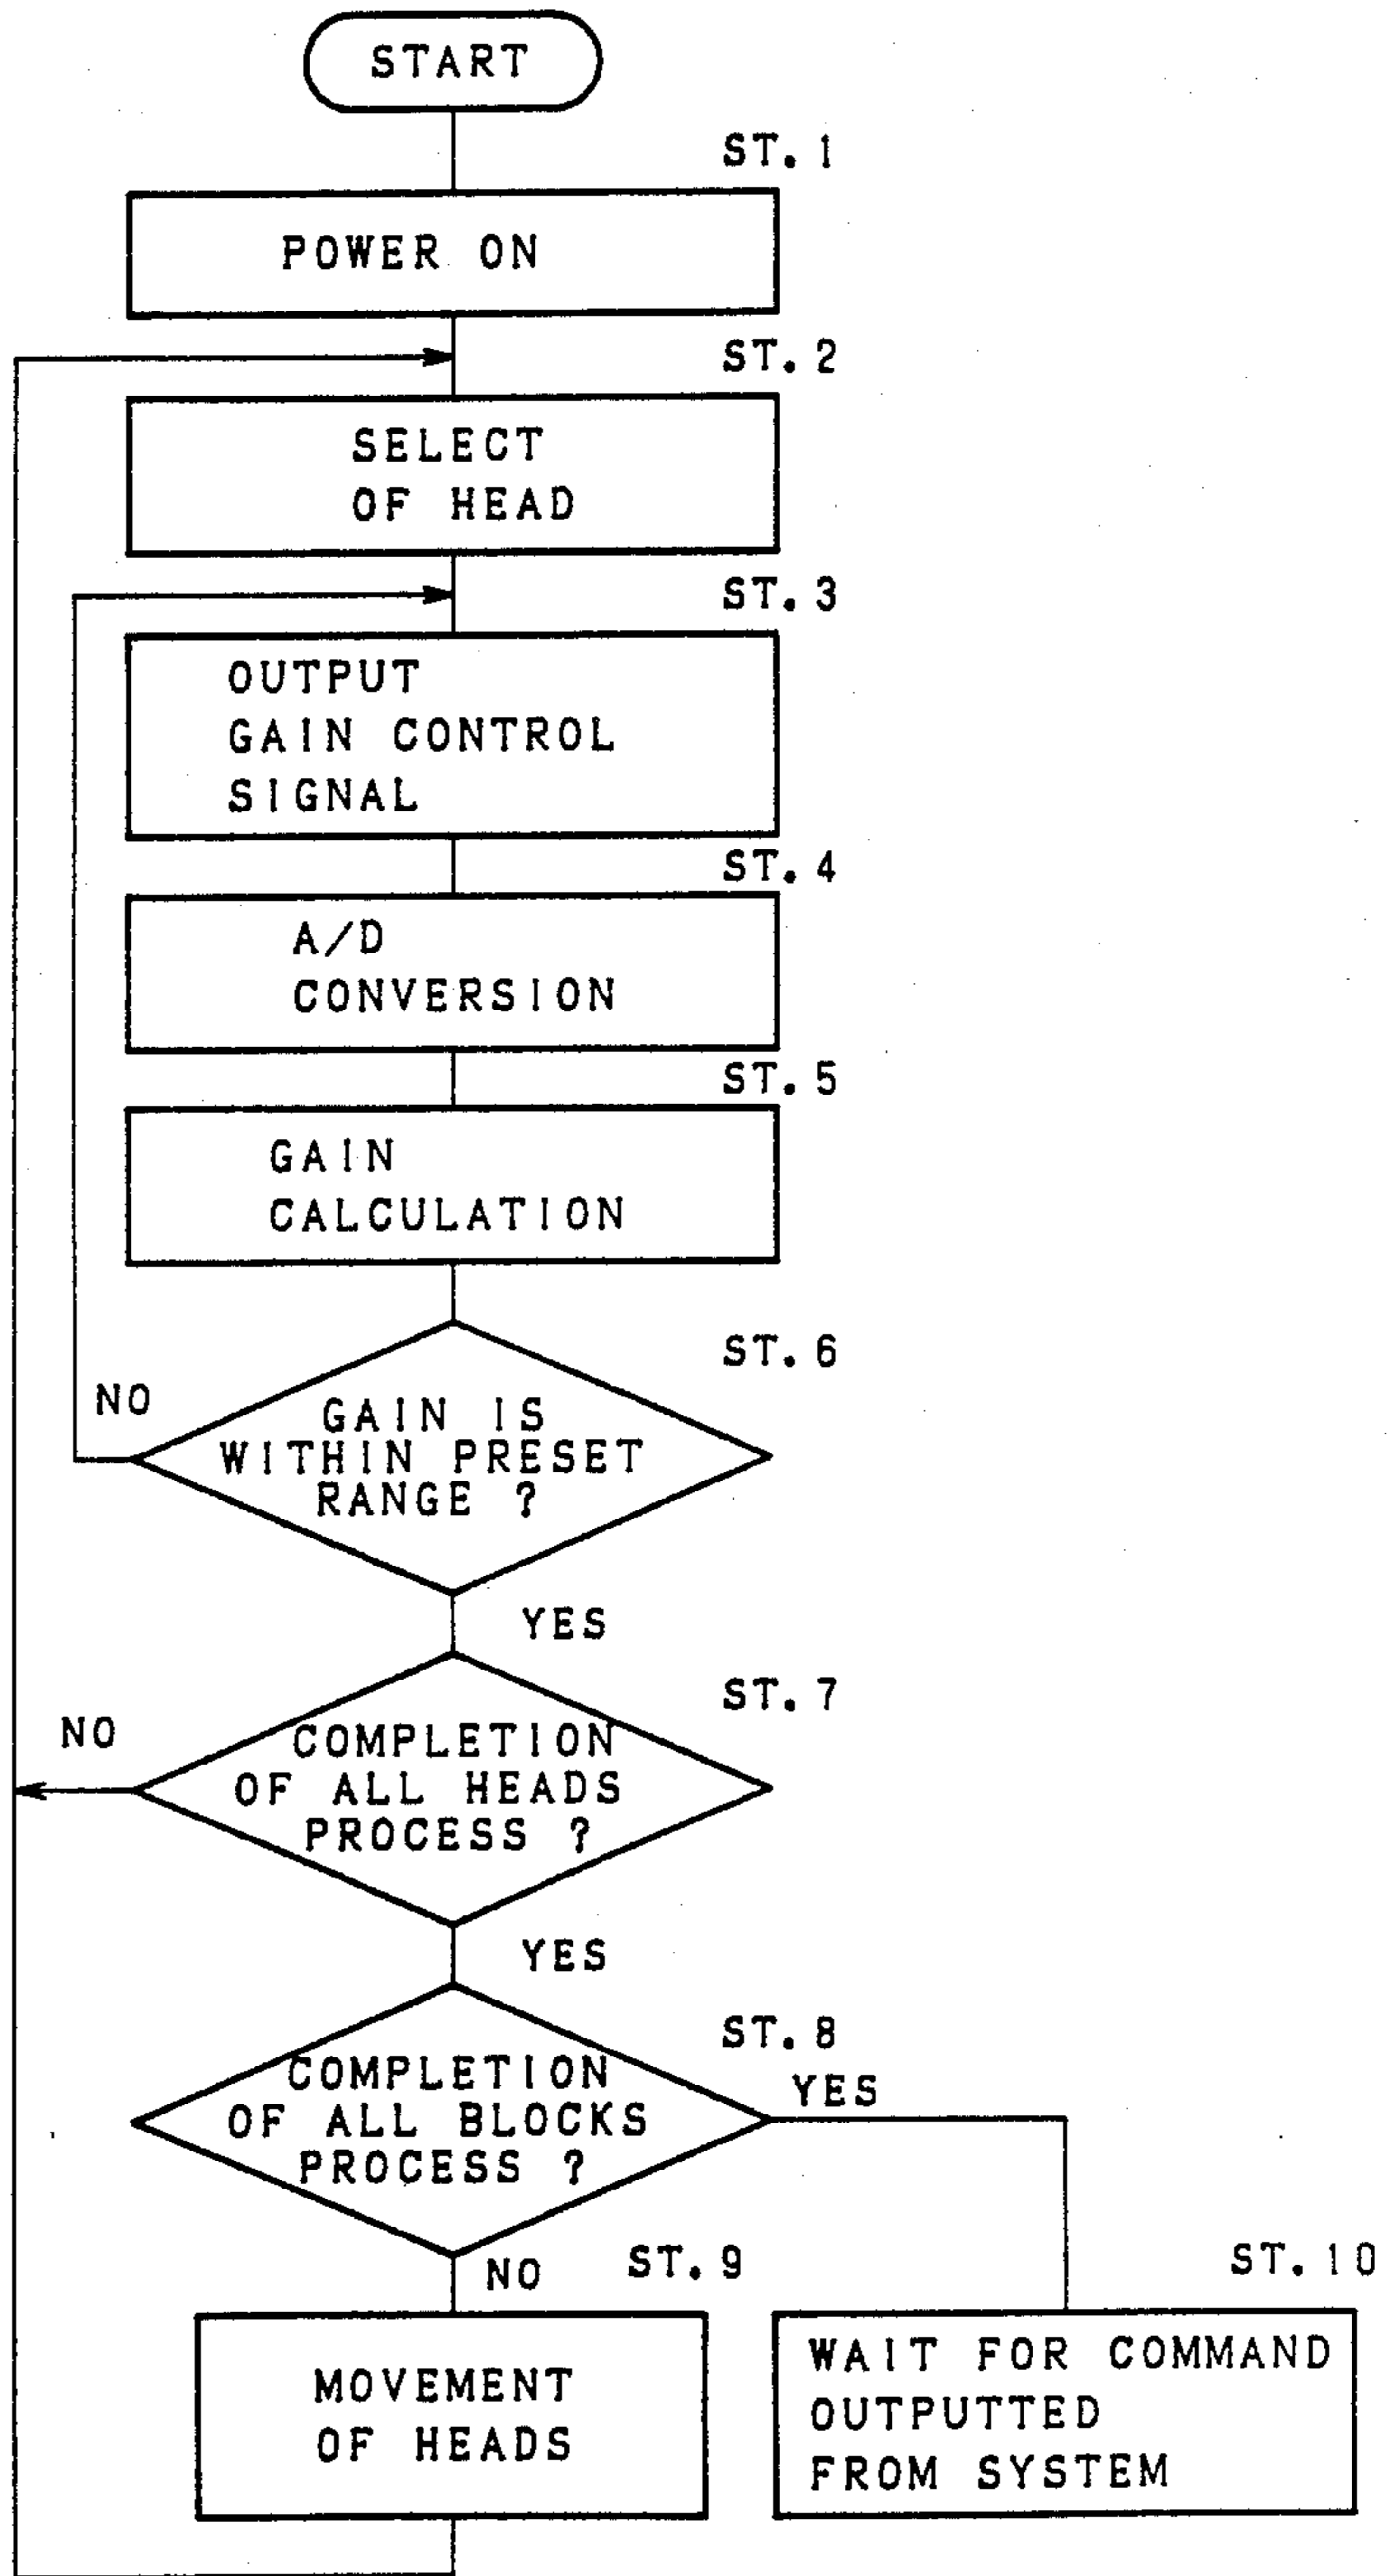 START
ST. 1
POWER ON
ST. 2
SELECT
OF HEAD
ST. 3
OUTPUT
GAIN CONTROL
SIGNAL
ST. 4
A/D
CONVERSION
ST. 5
GAIN
CALCULATION
ST. 6
NO
GAIN IS
WITHIN PRESET
RANGE ?
YES
ST. 7
NO
COMPLETION
OF ALL HEADS
PROCESS ?
YES
ST. 8
COMPLETION
OF ALL BLOCKS
PROCESS ?
YES
NO
ST. 9
ST. 10
MOVEMENT
OF HEADS
WAIT FOR COMMAND
OUTPUTTED
FROM SYSTEM